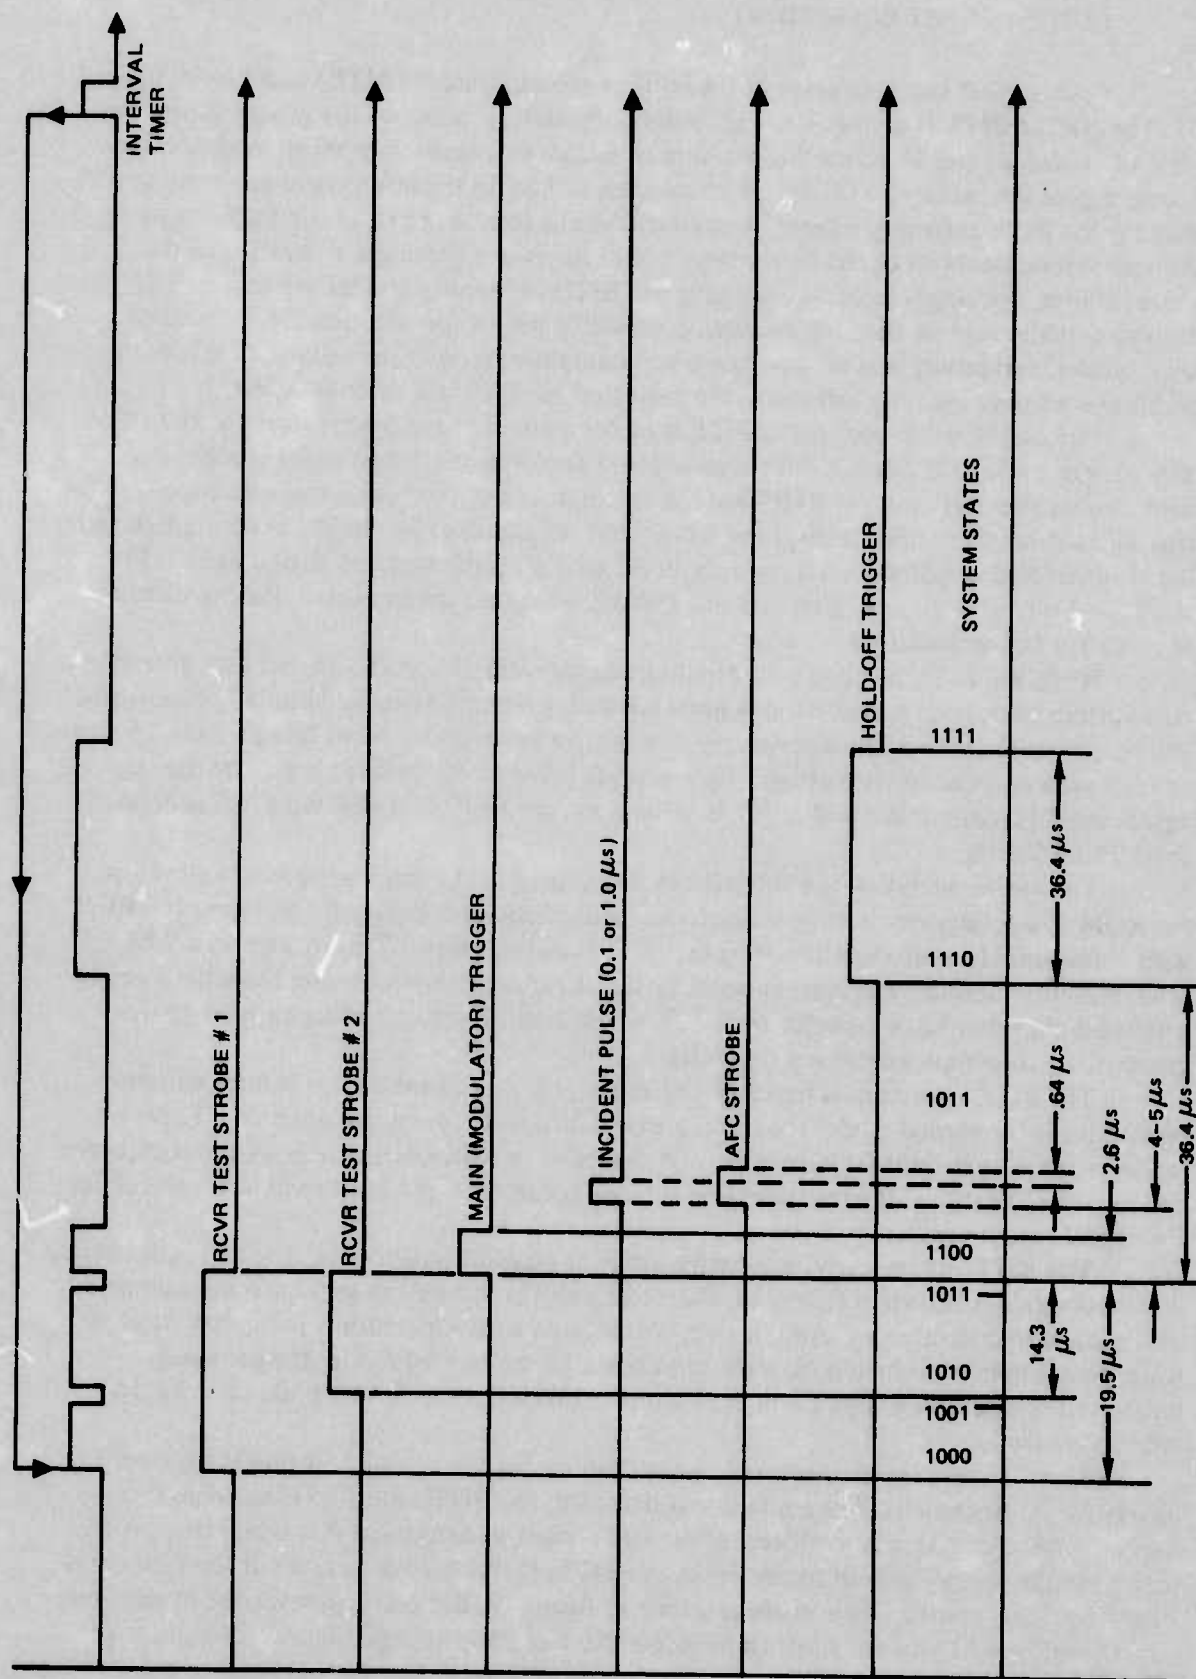 INTERVAL
TIMER
RCVR TEST STROBE # 1
RCVR TEST STROBE # 2
MAIN (MODULATOR) TRIGGER
INCIDENT PULSE (0.1 or 1.0 μs)
AFC STROBE
HOLD-OFF TRIGGER
SYSTEM STATES
1000
1001
1010
1011
1100
1011
1110
1111
14.3
μs
.64 μs
36.4 μs
19.5 μs
2.6 μs
4-5 μs
36.4 μs